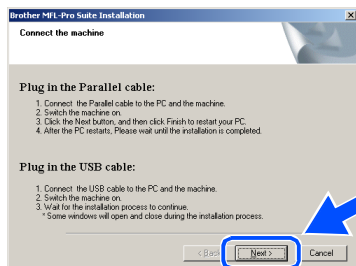 Brother MFL-Pro Suite Installation
Connect the machine
Plug in the Parallel cable:
1. Connect the Parallel cable to the PC and the machine.
2. Switch the machine on.
3. Click the Next button, and then click Finish to restart your PC.
4. After the PC restarts, Please wait until the installation is completed.
Plug in the USB cable:
1. Connect the USB cable to the PC and the machine.
2. Switch the machine on.
3. Wait for the installation process to continue.
* Some windows will open and close during the installation process.
< Back Next > Cancel